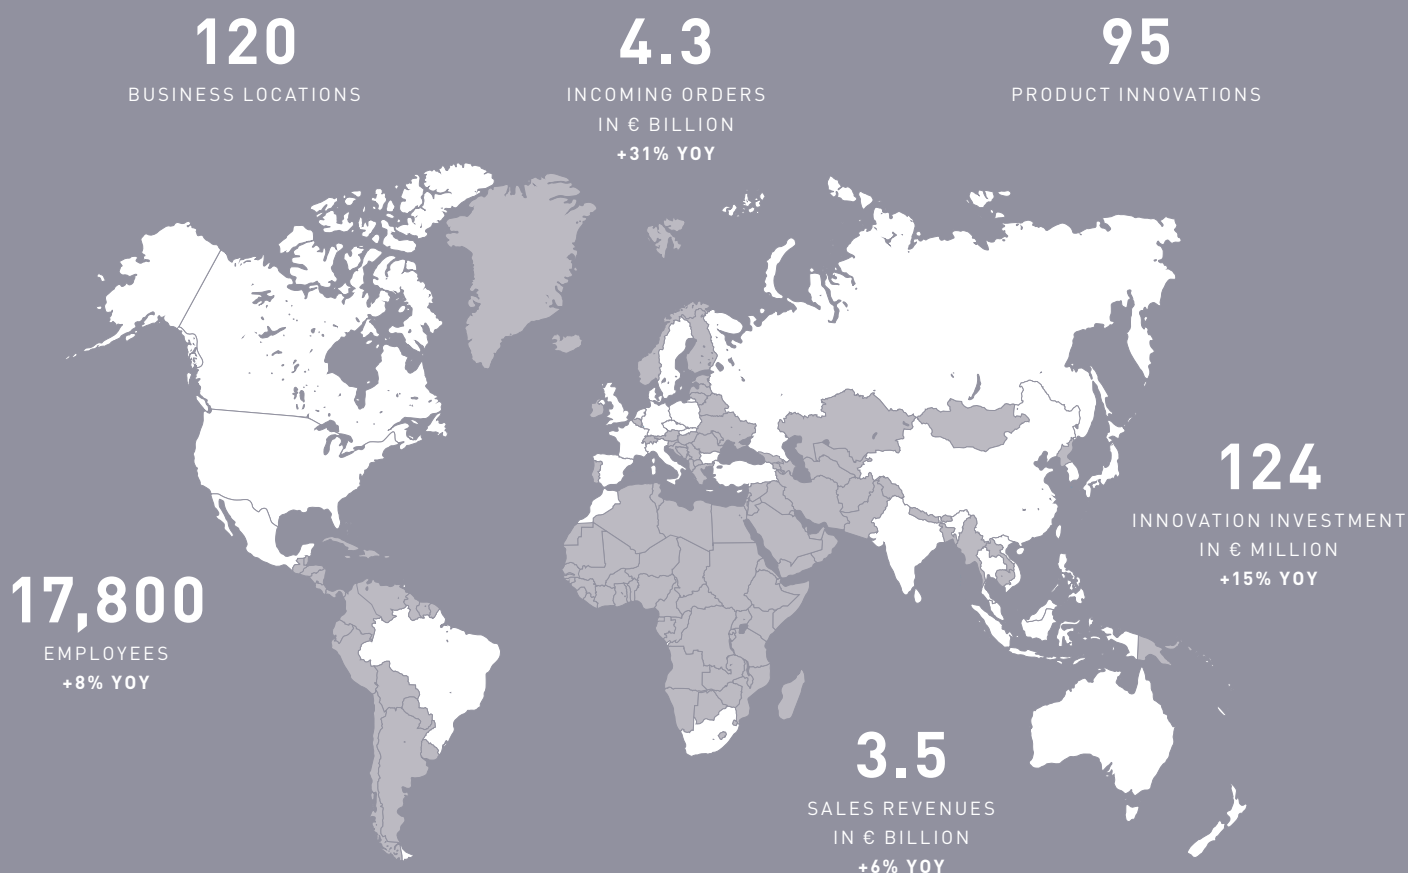 120
BUSINESS LOCATIONS
4.3
INCOMING ORDERS
IN € BILLION
+31% YOY
95
PRODUCT INNOVATIONS
124
INNOVATION INVESTMENT
IN € MILLION
+15% YOY
17,800
EMPLOYEES
+8% YOY
3.5
SALES REVENUES
IN € BILLION
+6% YOY